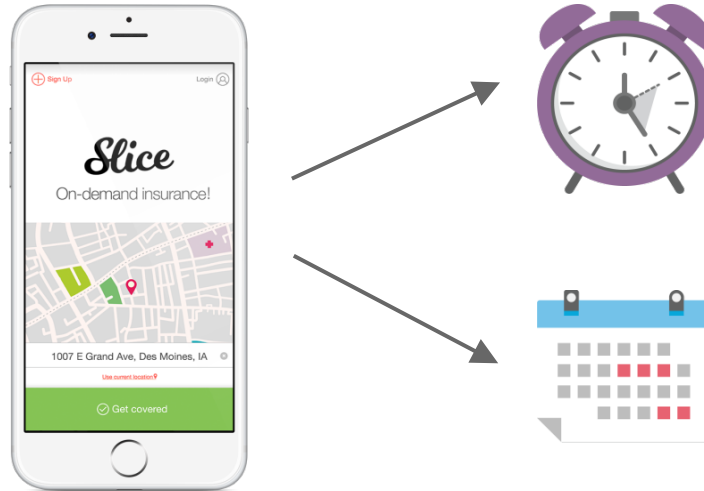 Sign Up
Login
Slice
On-demand insurance!
1007 E Grand Ave, Des Moines, IA
Use current location
Get covered